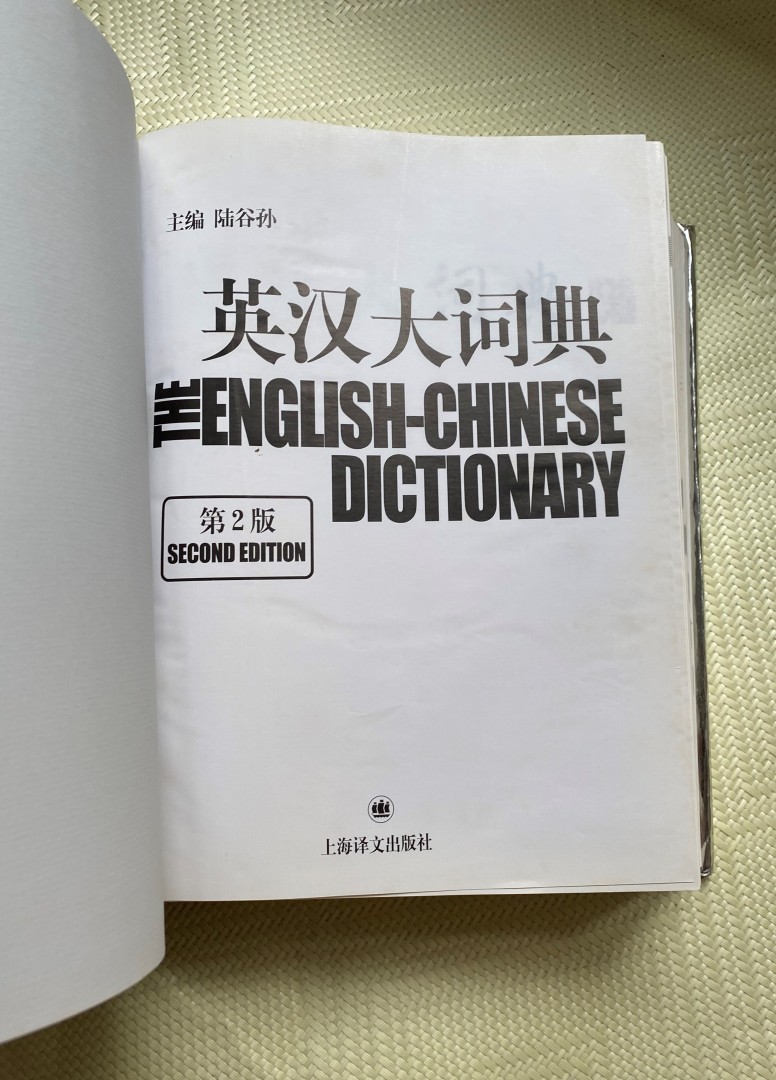 主编 陆谷孙
英汉大词典
THE ENGLISH-CHINESE
DICTIONARY
第2版
SECOND EDITION
上海译文出版社